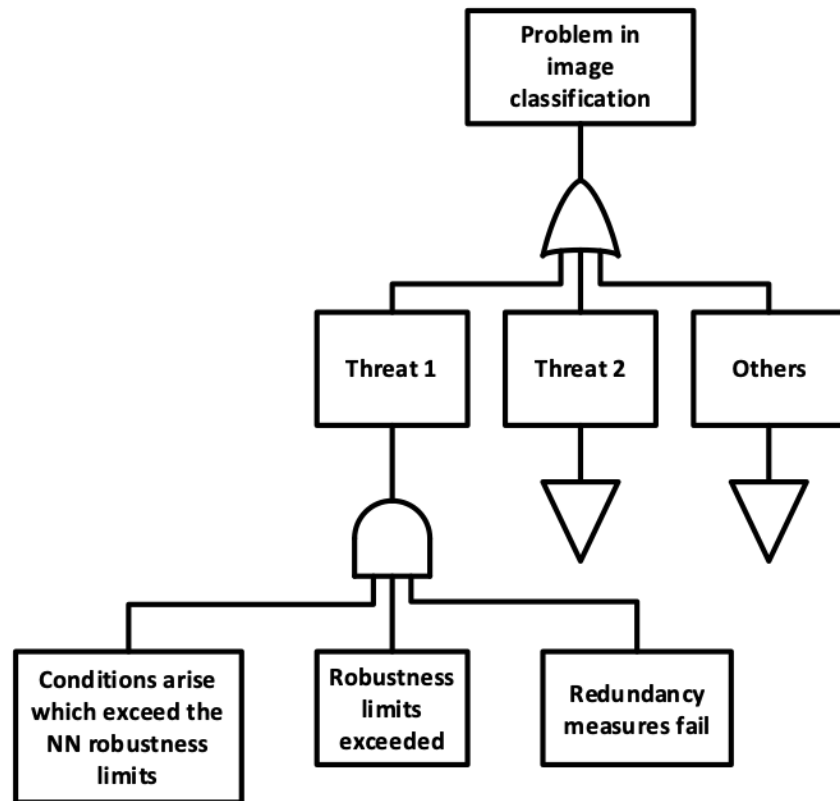 Problem in
image
classification
Threat 1
Threat 2
Others
Conditions arise
which exceed the
NN robustness
limits
Robustness
limits
exceeded
Redundancy
measures fail